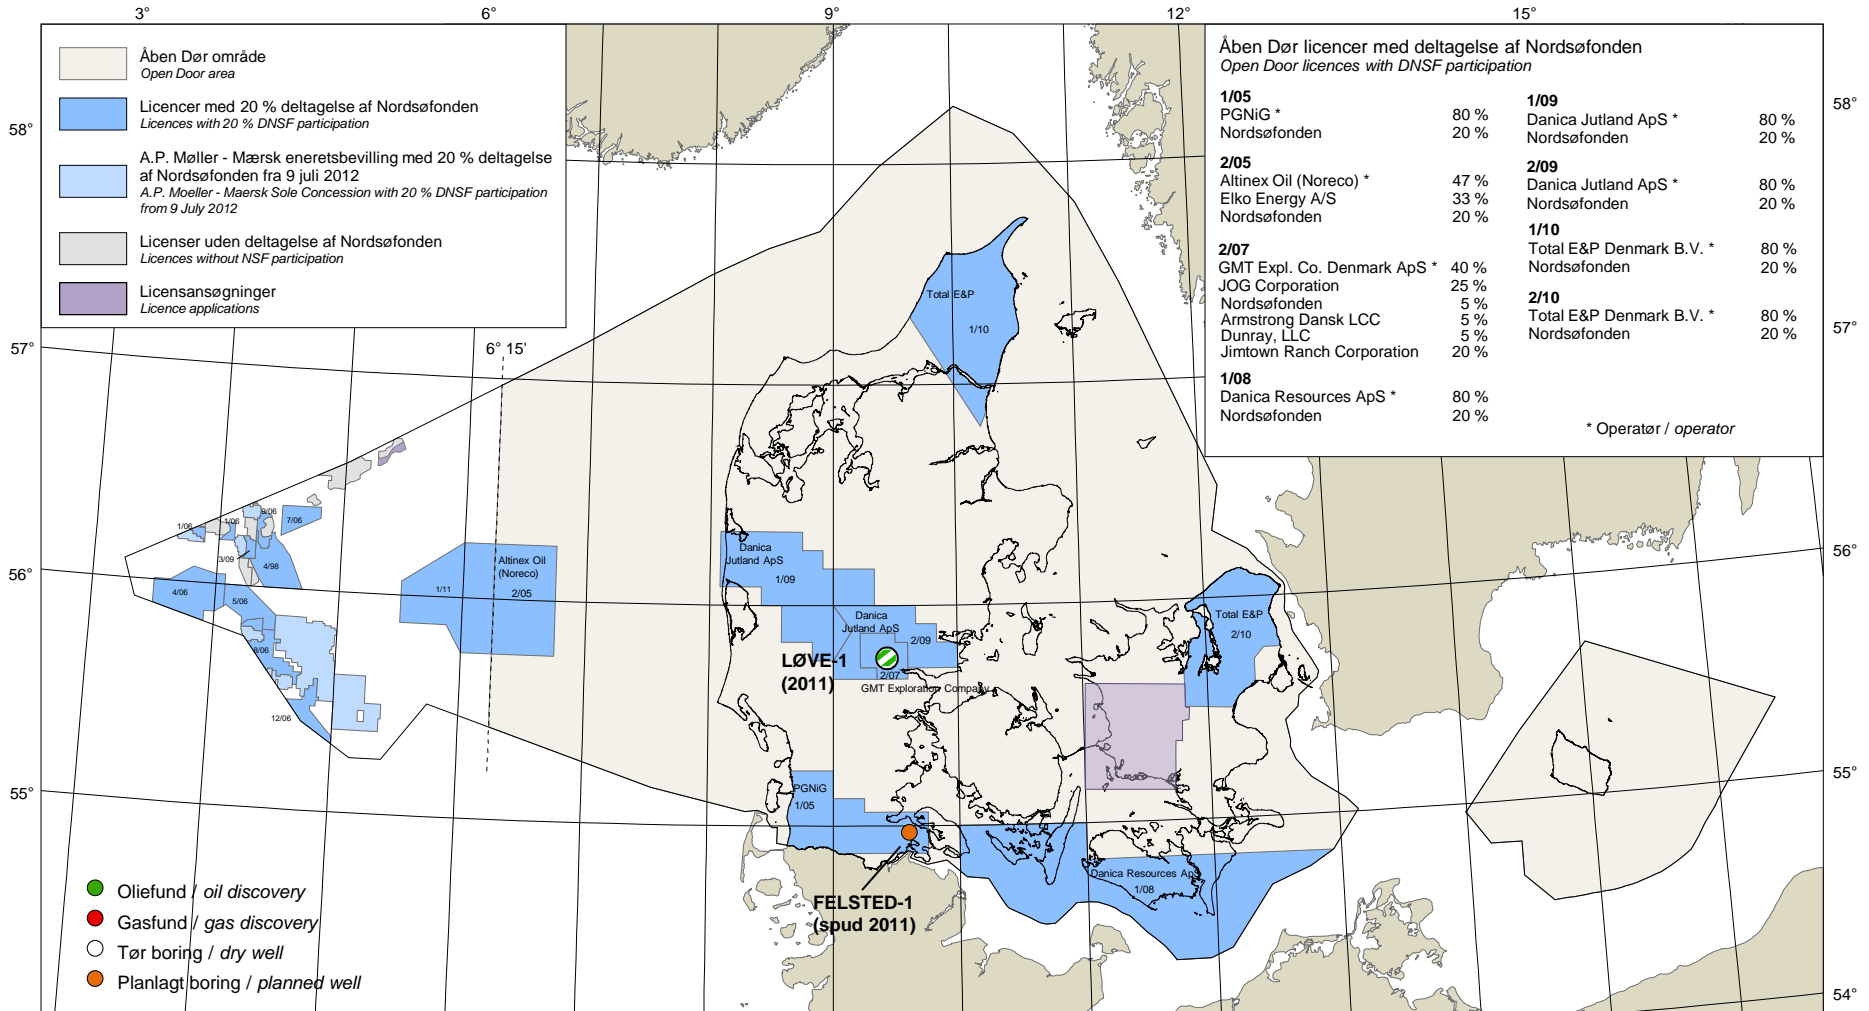 3°
6°
9°
12°
15°
Åben Dør område
Open Door area
Licencer med 20 % deltagelse af Nordsøfonden
Licences with 20 % DNSF participation
A.P. Møller - Mærsk eneretsbevilling med 20 % deltagelse
af Nordsøfonden fra 9 juli 2012
A.P. Moeller - Maersk Sole Concession with 20 % DNSF participation
from 9 July 2012
Licenser uden deltagelse af Nordsøfonden
Licences without NSF participation
Licensansøgninger
Licence applications
Åben Dør licencer med deltagelse af Nordsøfonden
Open Door licences with DNSF participation
1/05
PGNiG * 80 %
Nordsøfonden 20 %
2/05
Altinex Oil (Noreco) * 47 %
Elko Energy A/S 33 %
Nordsøfonden 20 %
2/07
GMT Expl. Co. Denmark ApS * 40 %
JOG Corporation 25 %
Nordsøfonden 5 %
Armstrong Dansk LCC 5 %
Dunray, LLC 5 %
Jimtown Ranch Corporation 20 %
1/08
Danica Resources ApS * 80 %
Nordsøfonden 20 %
1/09
Danica Jutland ApS * 80 %
Nordsøfonden 20 %
2/09
Danica Jutland ApS * 80 %
Nordsøfonden 20 %
1/10
Total E&P Denmark B.V. * 80 %
Nordsøfonden 20 %
2/10
Total E&P Denmark B.V. * 80 %
Nordsøfonden 20 %
* Operatør / operator
58°
58°
57°
57°
56°
56°
55°
55°
54°
6° 15'
Total E&P
1/10
1/06
1/06
9/06
7/06
3/09
4/98
4/06
5/06
8/06
12/06
1/11
Altinex Oil
(Noreco)
2/05
Danica
Jutland ApS
1/09
Danica
Jutland ApS
2/09
2/07
GMT Exploration Company
LØVE-1
(2011)
Total E&P
2/10
PGNiG
1/05
FELSTED-1
(spud 2011)
Danica Resources ApS
1/08
Oliefund / oil discovery
Gasfund / gas discovery
Tør boring / dry well
Planlagt boring / planned well